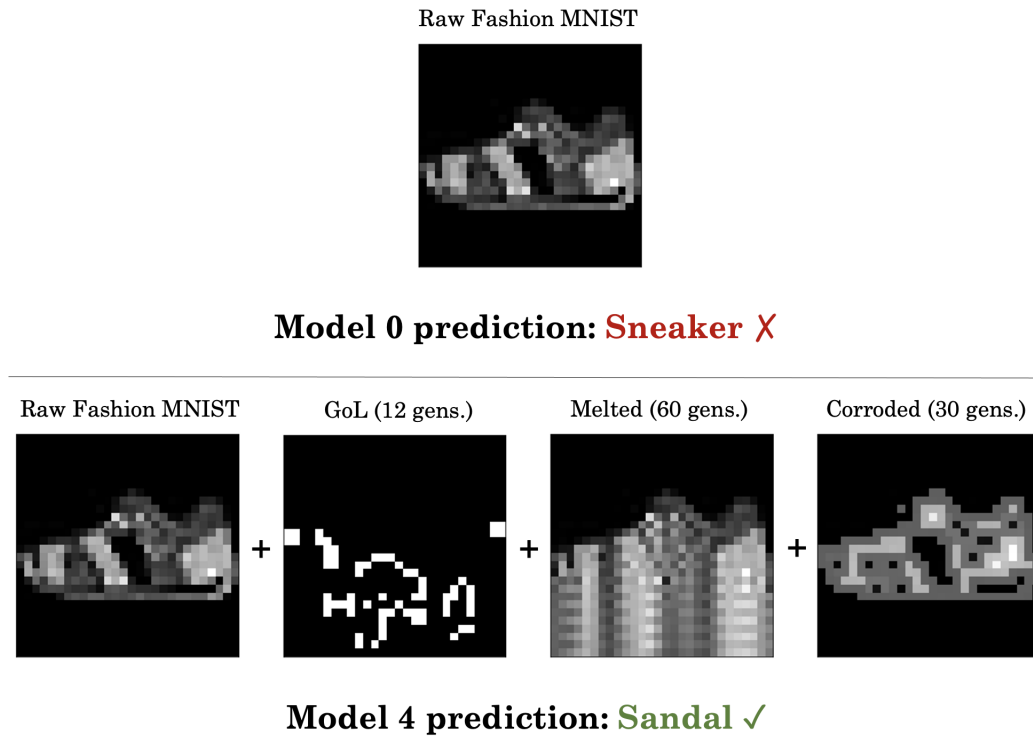 Raw Fashion MNIST
Model 0 prediction: Sneaker ✗
Raw Fashion MNIST GoL (12 gens.) Melted (60 gens.) Corroded (30 gens.)
+ + +
Model 4 prediction: Sandal ✓